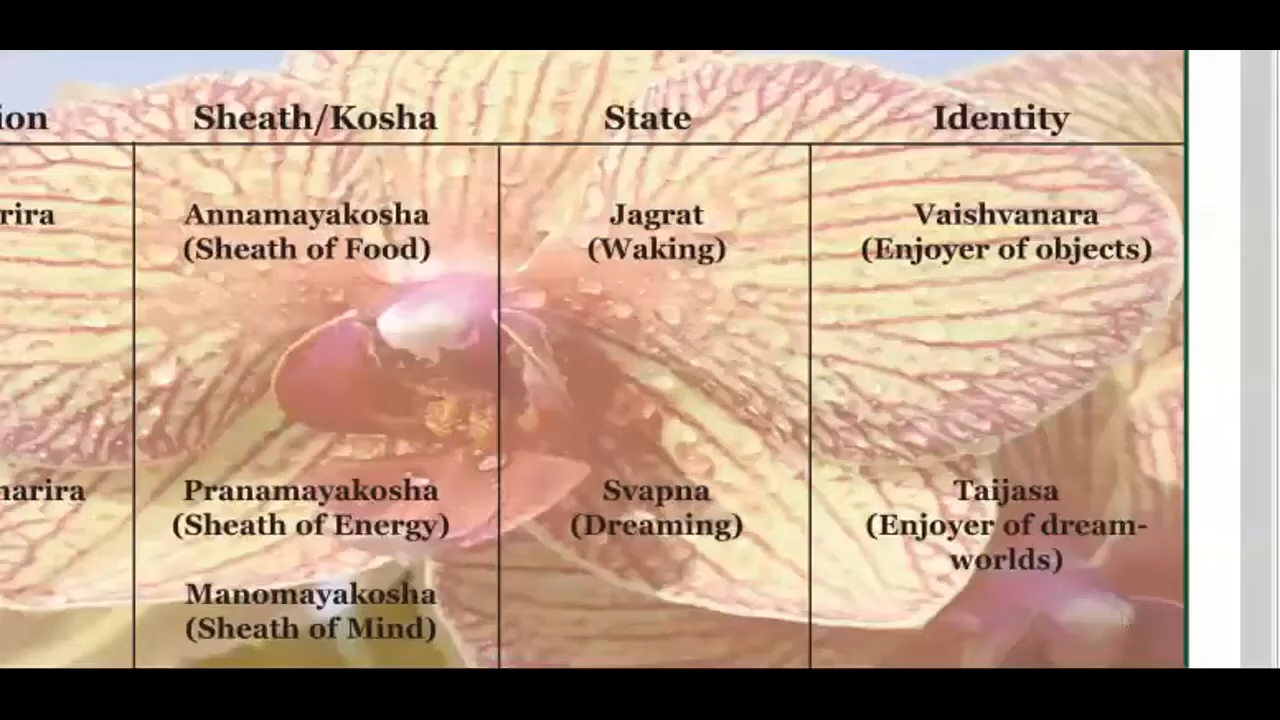 ion Sheath/Kosha State Identity
rira Annamayakosha Jagrat Vaishvanara
(Sheath of Food) (Waking) (Enjoyer of objects)
harira Pranamayakosha Svapna Taijasa
(Sheath of Energy) (Dreaming) (Enjoyer of dream-
worlds)
Manomayakosha
(Sheath of Mind)